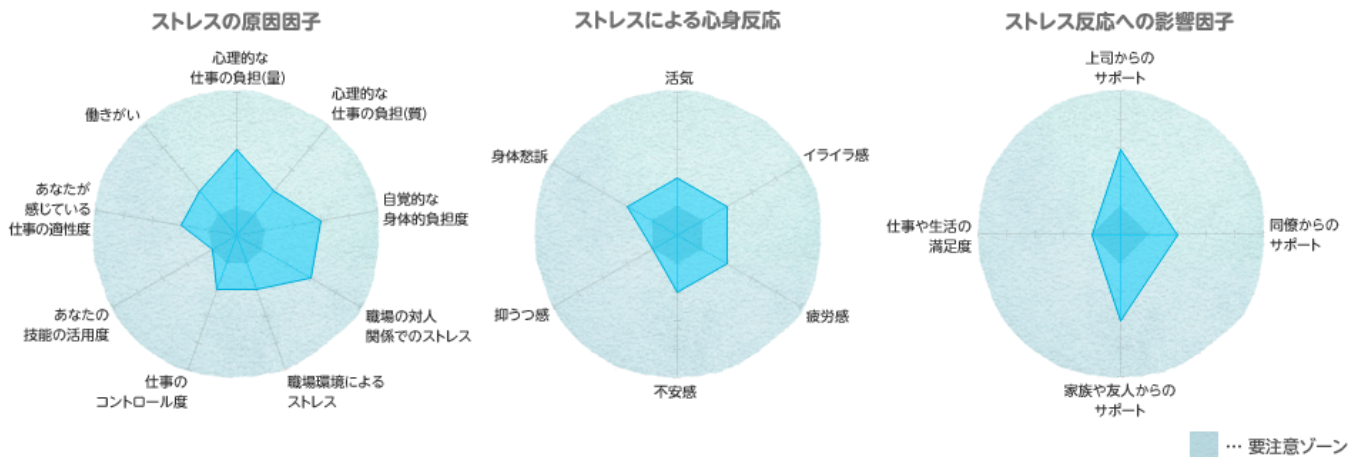 ストレスの原因因子
心理的な
仕事の負担(量)
心理的な
仕事の負担(質)
自覚的な
身体的負担度
職場の対人
関係でのストレス
職場環境による
ストレス
仕事の
コントロール度
あなたの
技能の活用度
あなたが
感じている
仕事の適性度
働きがい
ストレスによる心身反応
活気
イライラ感
疲労感
不安感
抑うつ感
身体愁訴
ストレス反応への影響因子
上司からの
サポート
同僚からの
サポート
家族や友人からの
サポート
仕事や生活の
満足度
… 要注意ゾーン